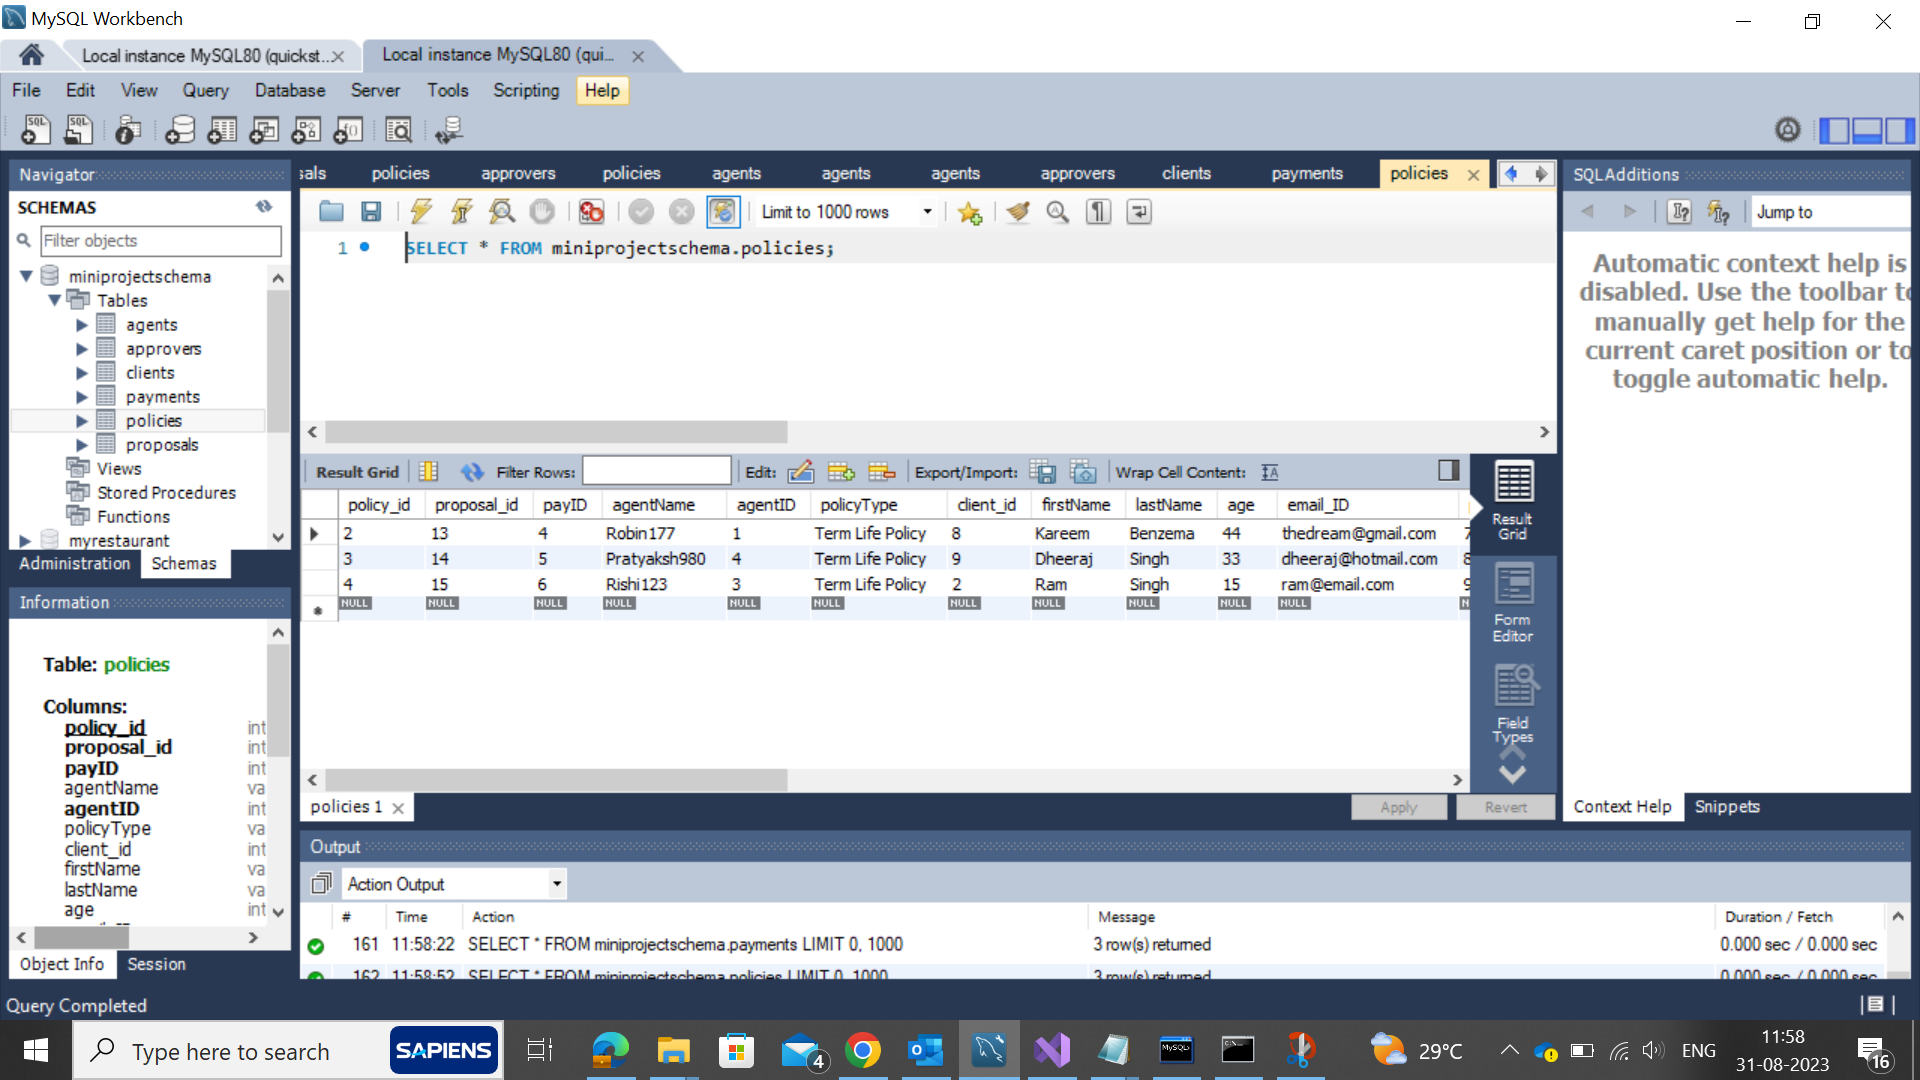 MySQL Workbench
Local instance MySQL80 (quickst...
Local instance MySQL80 (qui...
File Edit View Query Database Server Tools Scripting Help
Navigator
SCHEMAS
Filter objects
miniprojectschema
Tables
agents
approvers
clients
payments
policies
proposals
Views
Stored Procedures
Functions
myrestaurant
Administration Schemas
Information
Table: policies
Columns:
policy_id int
proposal_id int
payID int
agentName va
agentID int
policyType va
client_id int
firstName va
lastName va
age int
Object Info Session
sals policies approvers policies agents agents agents approvers clients payments policies
Limit to 1000 rows
1 SELECT * FROM miniprojectschema.policies;
Result Grid Filter Rows: Edit: Export/Import: Wrap Cell Content:
policy_id proposal_id payID agentName agentID policyType client_id firstName lastName age email_ID
2 13 4 Robin177 1 Term Life Policy 8 Kareem Benzema 44 thedream@gmail.com 7
3 14 5 Pratyaksh980 4 Term Life Policy 9 Dheeraj Singh 33 dheeraj@hotmail.com 8
4 15 6 Rishi123 3 Term Life Policy 2 Ram Singh 15 ram@email.com 9
NULL NULL NULL NULL NULL NULL NULL NULL NULL NULL NULL N
Result Grid
Form Editor
Field Types
policies 1
Apply Revert
SQLAdditions
Jump to
Automatic context help is
disabled. Use the toolbar to
manually get help for the
current caret position or to
toggle automatic help.
Context Help Snippets
Output
Action Output
# Time Action Message Duration / Fetch
161 11:58:22 SELECT * FROM miniprojectschema.payments LIMIT 0, 1000 3 row(s) returned 0.000 sec / 0.000 sec
162 11:58:52 SELECT * FROM miniprojectschema.policies LIMIT 0, 1000 3 row(s) returned 0.000 sec / 0.000 sec
Query Completed
Type here to search
SAPIENS
4
MySQL
29°C
ENG
11:58
31-08-2023
16